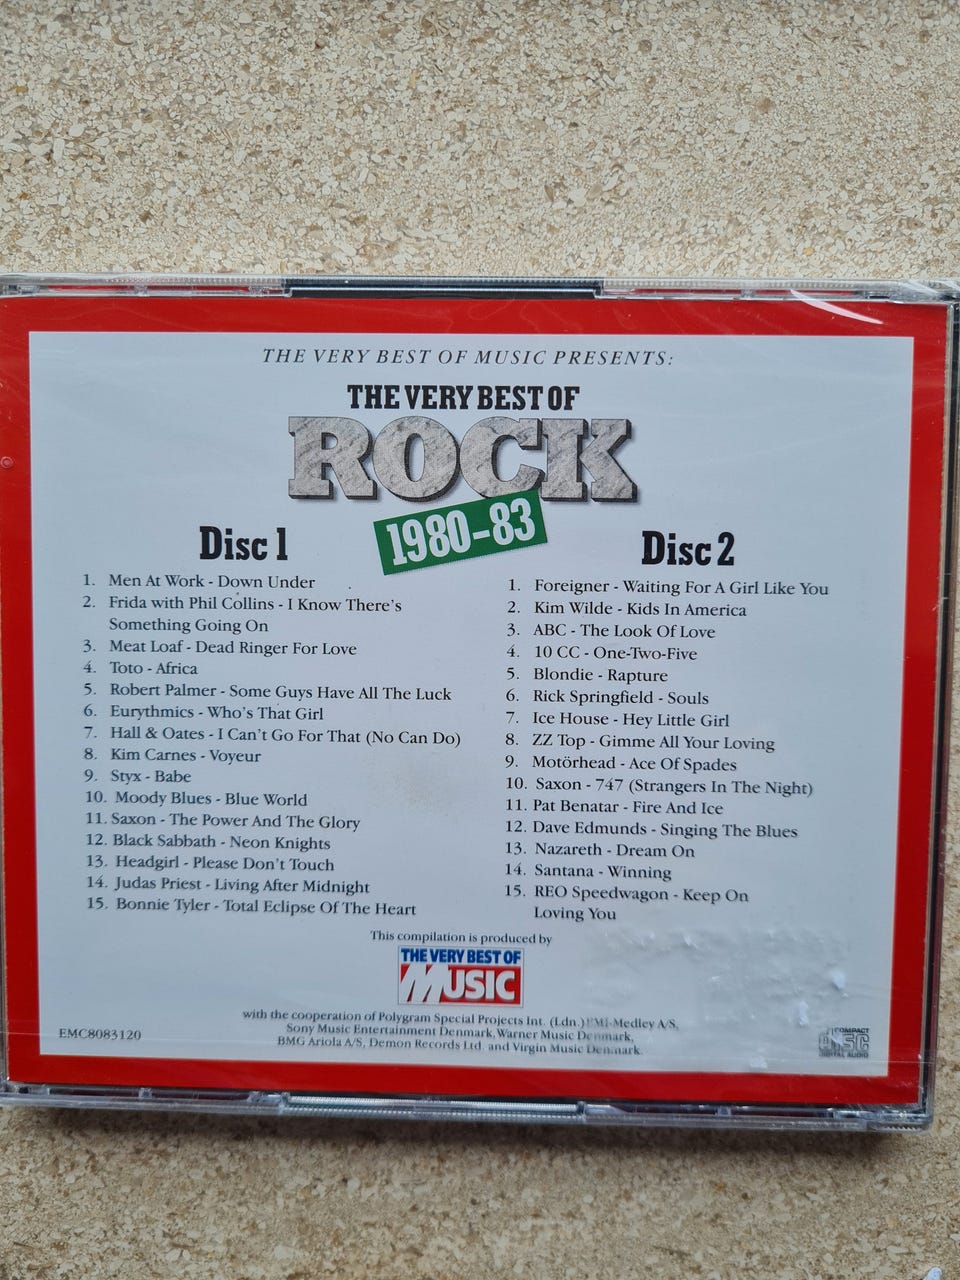 THE VERY BEST OF MUSIC PRESENTS:
THE VERY BEST OF
ROCK
1980-83
Disc 1
1. Men At Work - Down Under
2. Frida with Phil Collins - I Know There's
Something Going On
3. Meat Loaf - Dead Ringer For Love
4. Toto - Africa
5. Robert Palmer - Some Guys Have All The Luck
6. Eurythmics - Who's That Girl
7. Hall & Oates - I Can't Go For That (No Can Do)
8. Kim Carnes - Voyeur
9. Styx - Babe
10. Moody Blues - Blue World
11. Saxon - The Power And The Glory
12. Black Sabbath - Neon Knights
13. Headgirl - Please Don't Touch
14. Judas Priest - Living After Midnight
15. Bonnie Tyler - Total Eclipse Of The Heart
Disc 2
1. Foreigner - Waiting For A Girl Like You
2. Kim Wilde - Kids In America
3. ABC - The Look Of Love
4. 10 CC - One-Two-Five
5. Blondie - Rapture
6. Rick Springfield - Souls
7. Ice House - Hey Little Girl
8. ZZ Top - Gimme All Your Loving
9. Motörhead - Ace Of Spades
10. Saxon - 747 (Strangers In The Night)
11. Pat Benatar - Fire And Ice
12. Dave Edmunds - Singing The Blues
13. Nazareth - Dream On
14. Santana - Winning
15. REO Speedwagon - Keep On
Loving You
This compilation is produced by
THE VERY BEST OF
MUSIC
with the cooperation of Polygram Special Projects Int. (Ldn.) EMI-Medley A/S,
Sony Music Entertainment Denmark, Warner Music Denmark,
BMG Ariola A/S, Demon Records Ltd. and Virgin Music Denmark.
EMC8083120
COMPACT
DISC
DIGITAL AUDIO